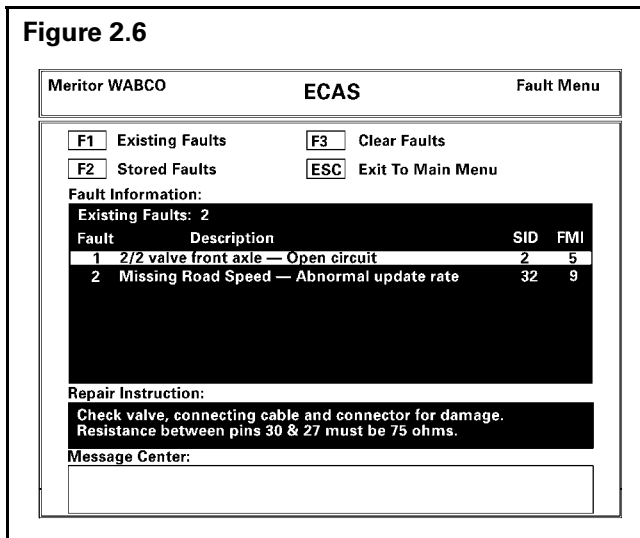 Figure 2.6
Meritor WABCO ECAS Fault Menu
F1 Existing Faults F3 Clear Faults
F2 Stored Faults ESC Exit To Main Menu
Fault Information:
Existing Faults: 2
Fault Description SID FMI
1 2/2 valve front axle — Open circuit 2 5
2 Missing Road Speed — Abnormal update rate 32 9
Repair Instruction:
Check valve, connecting cable and connector for damage.
Resistance between pins 30 & 27 must be 75 ohms.
Message Center: